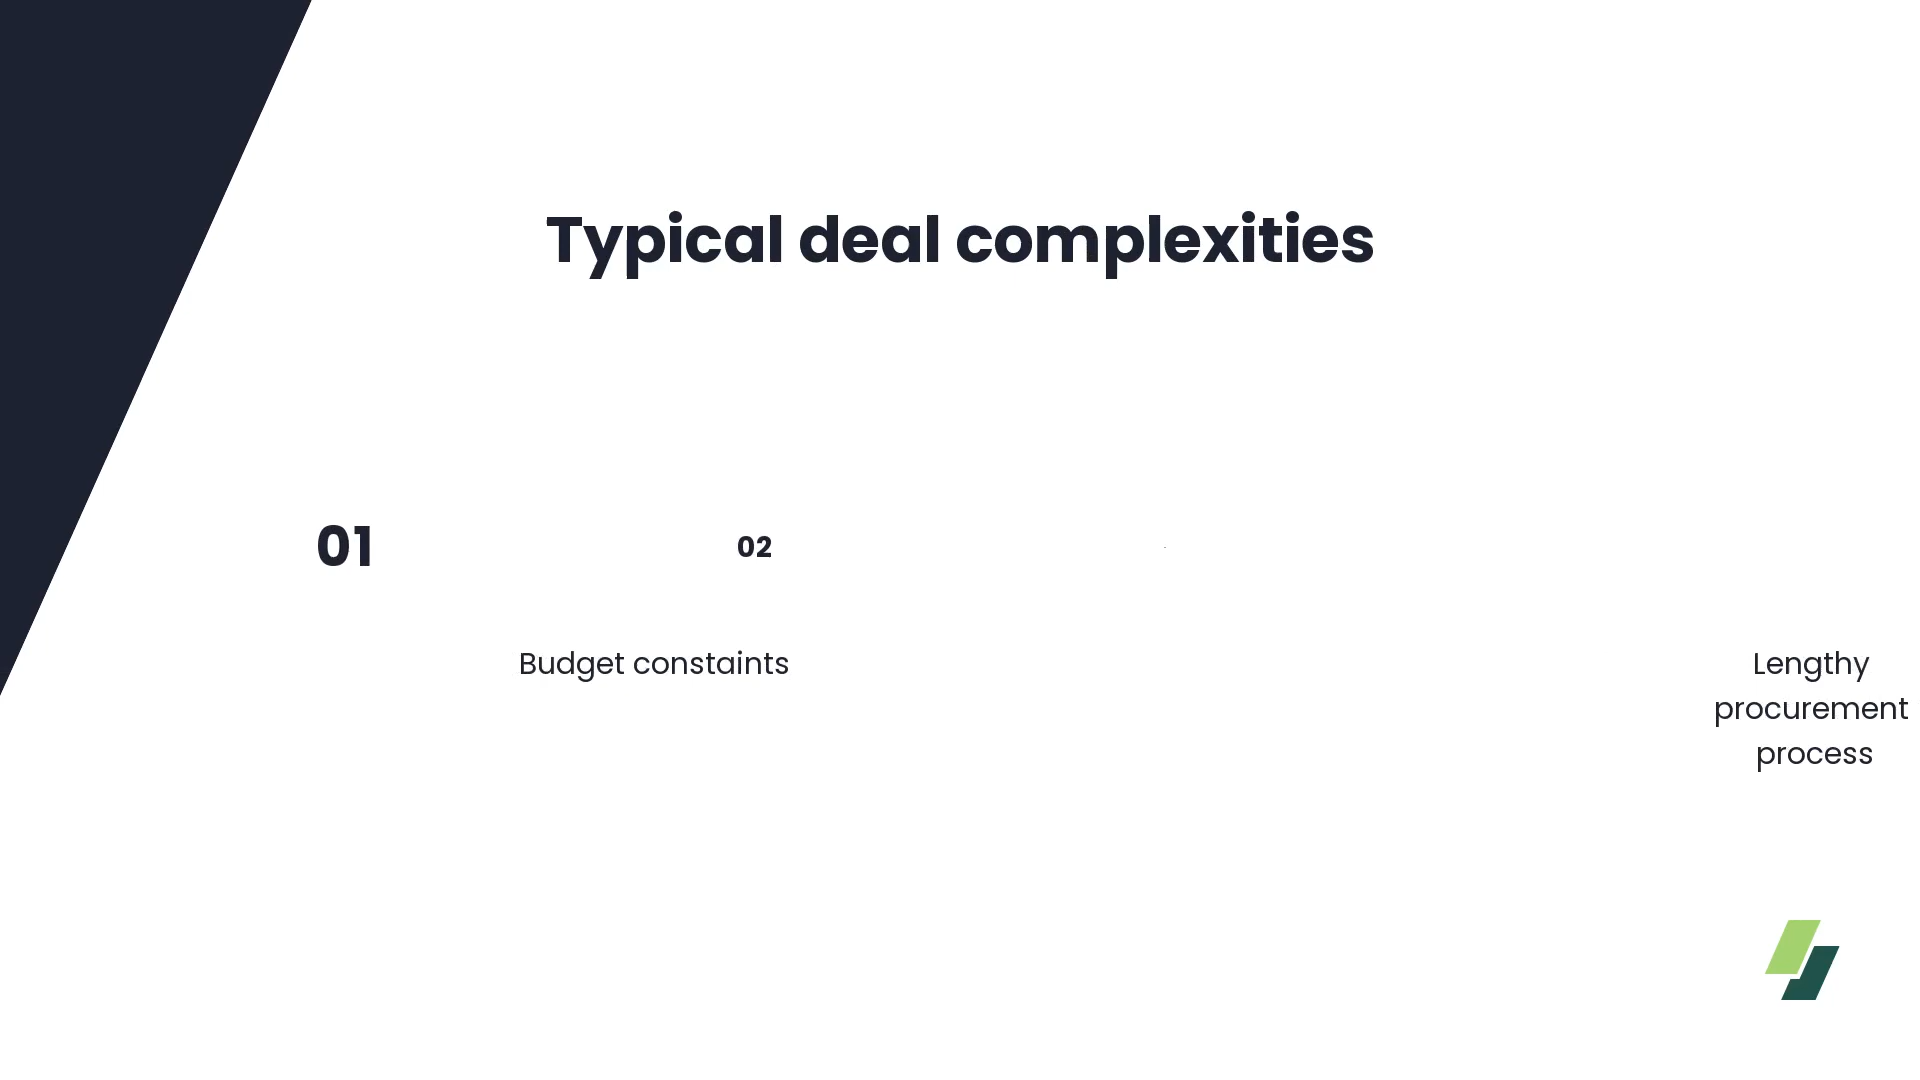 Typical deal complexities
01
02
Budget constaints
Lengthy
procurement
process